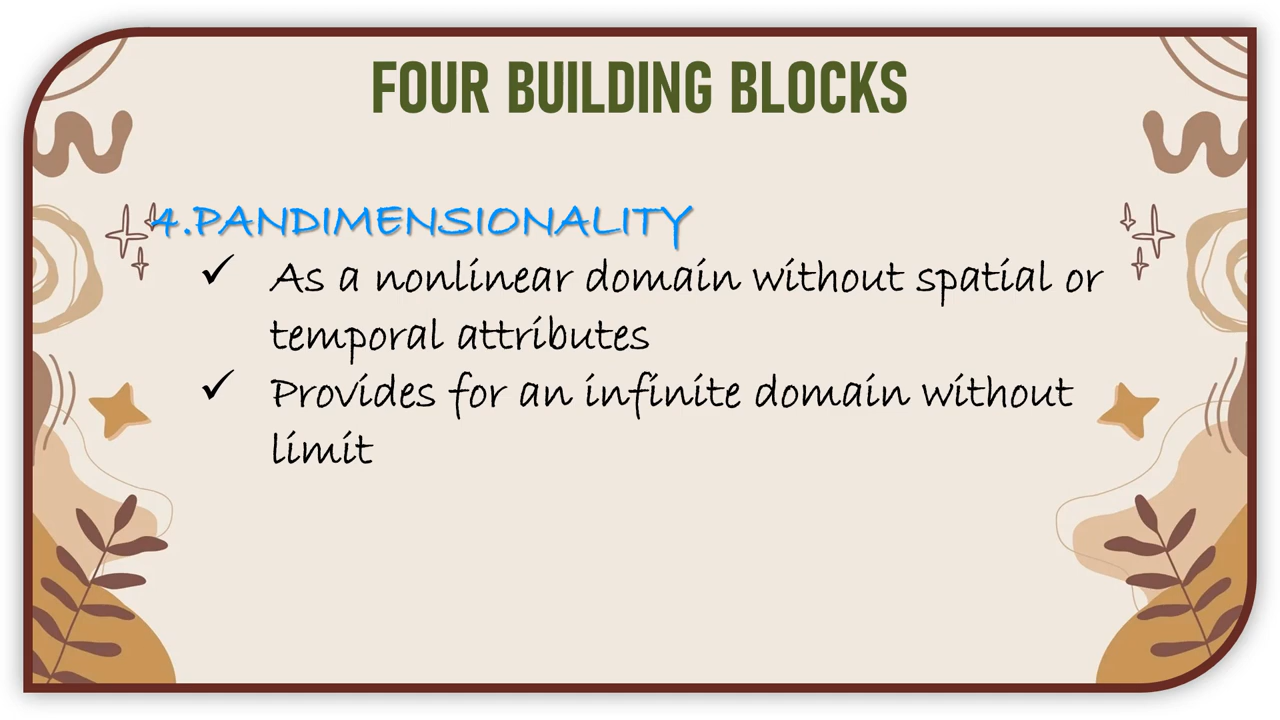 FOUR BUILDING BLOCKS
4.PANDIMENSIONALITY
✓ As a nonlinear domain without spatial or
temporal attributes
✓ Provides for an infinite domain without
limit